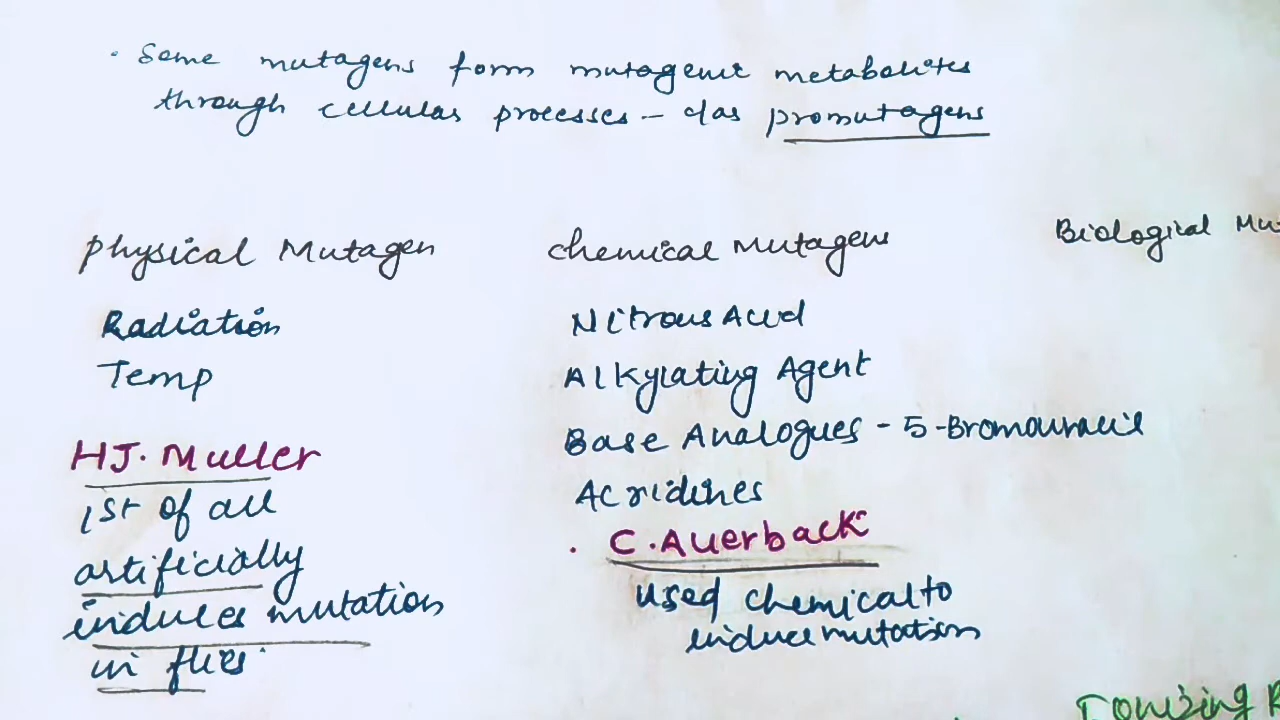 • Some mutagens form mutagenic metabolites
through cellular processes – clas promutagens
Physical Mutagen
Radiation
Temp
HJ. Muller
1st of all
artificially
induces mutation
in flies.
Chemical Mutagens
Nitrous Acid
Alkylating Agent
Base Analogues - 5-Bromouracil
Acridines
• C. Auerback
used chemical to
induce mutation
Biological Mu
Ionizing R